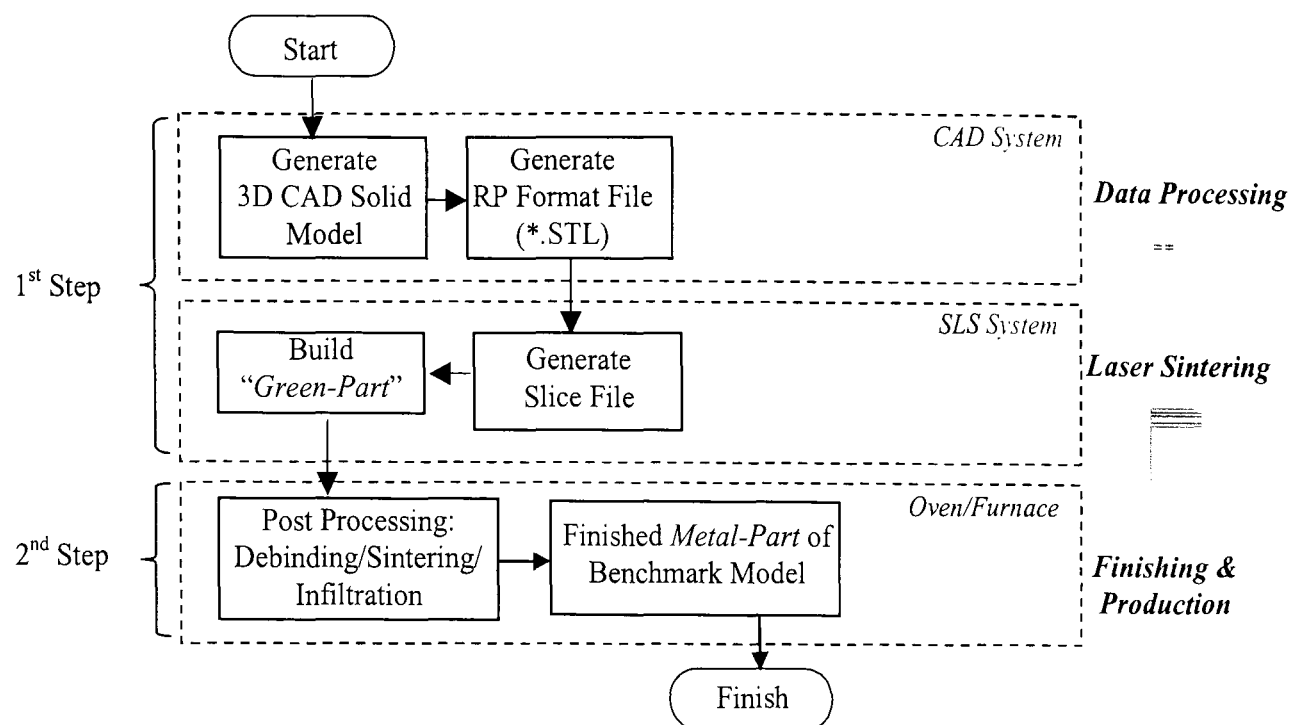 Start
CAD System
Generate
3D CAD Solid
Model
Generate
RP Format File
(*.STL)
Data Processing
1st Step
SLS System
Build
“Green-Part”
Generate
Slice File
Laser Sintering
Oven/Furnace
Post Processing:
Debinding/Sintering/
Infiltration
Finished Metal-Part of
Benchmark Model
2nd Step
Finishing &
Production
Finish